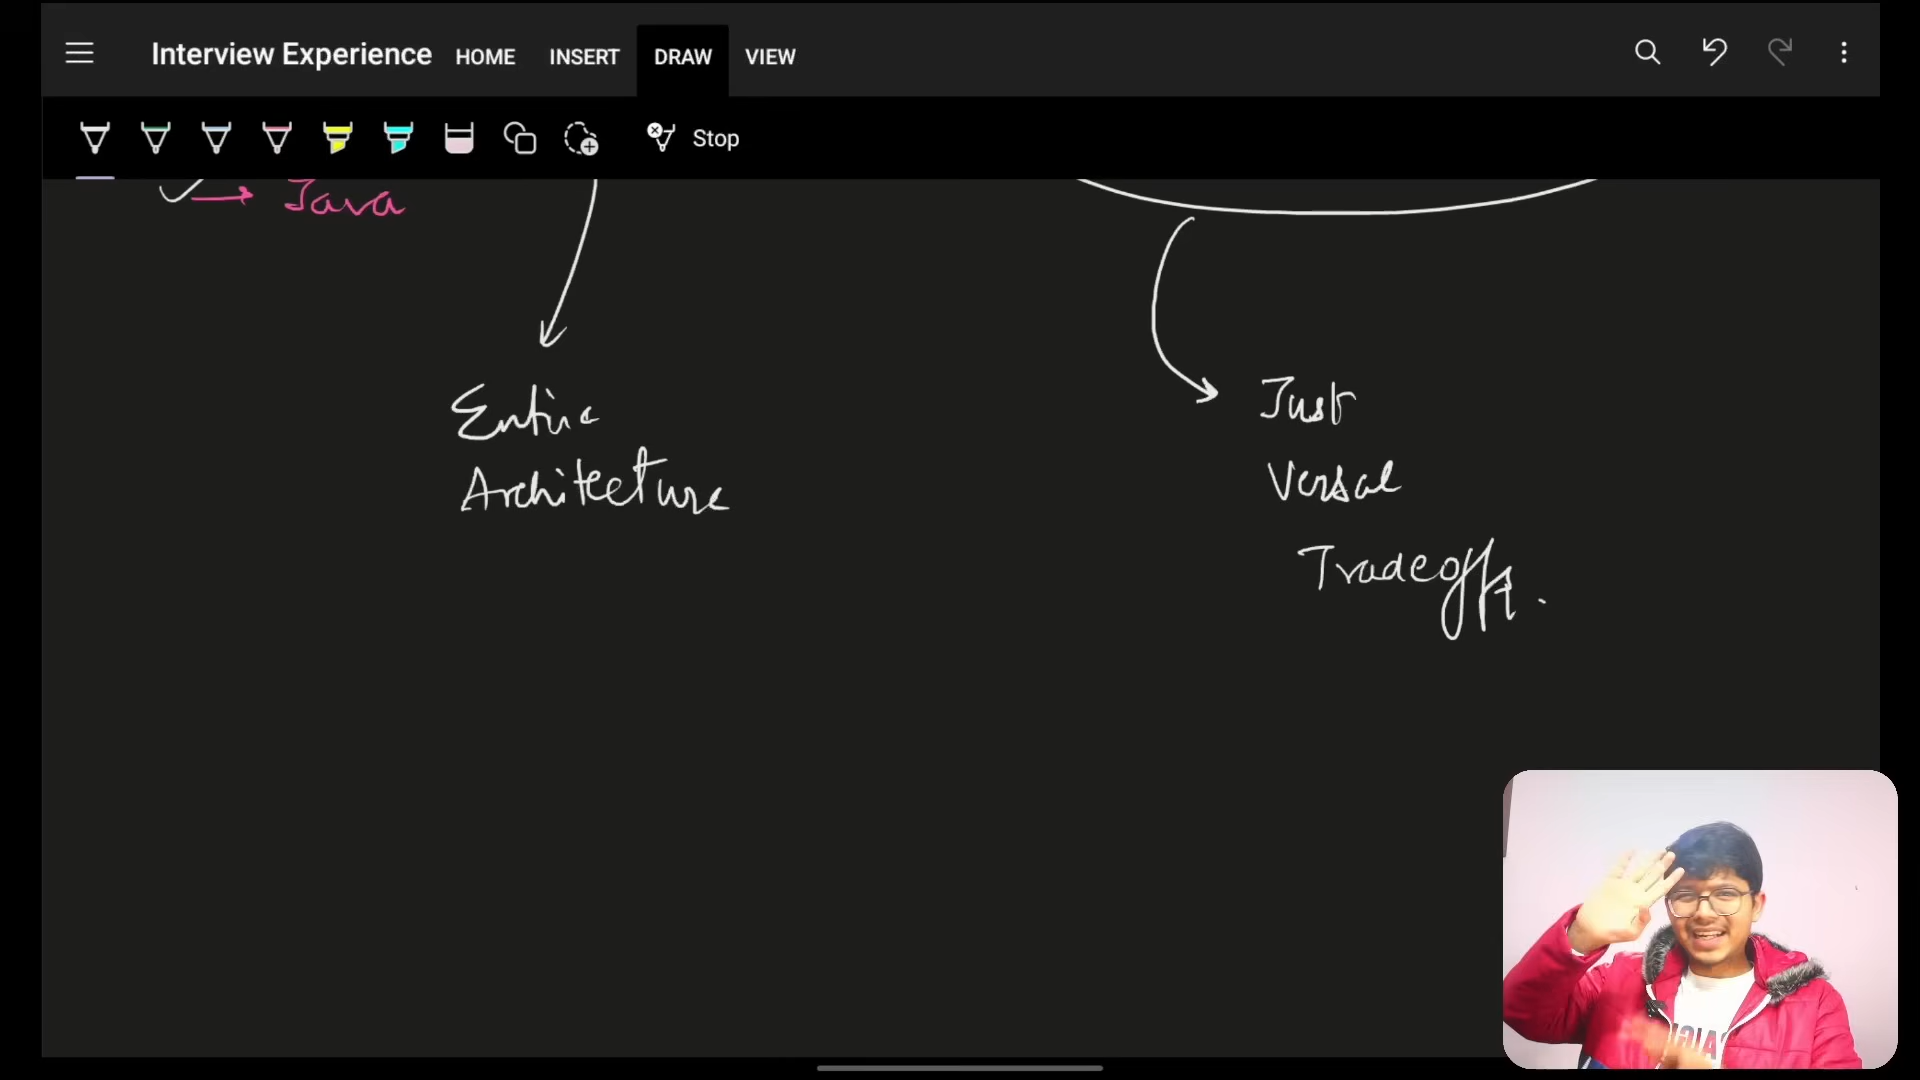 Interview Experience HOME INSERT DRAW VIEW
Stop
Java
Entire
Architecture
Just
Versal
Tradeoffs.